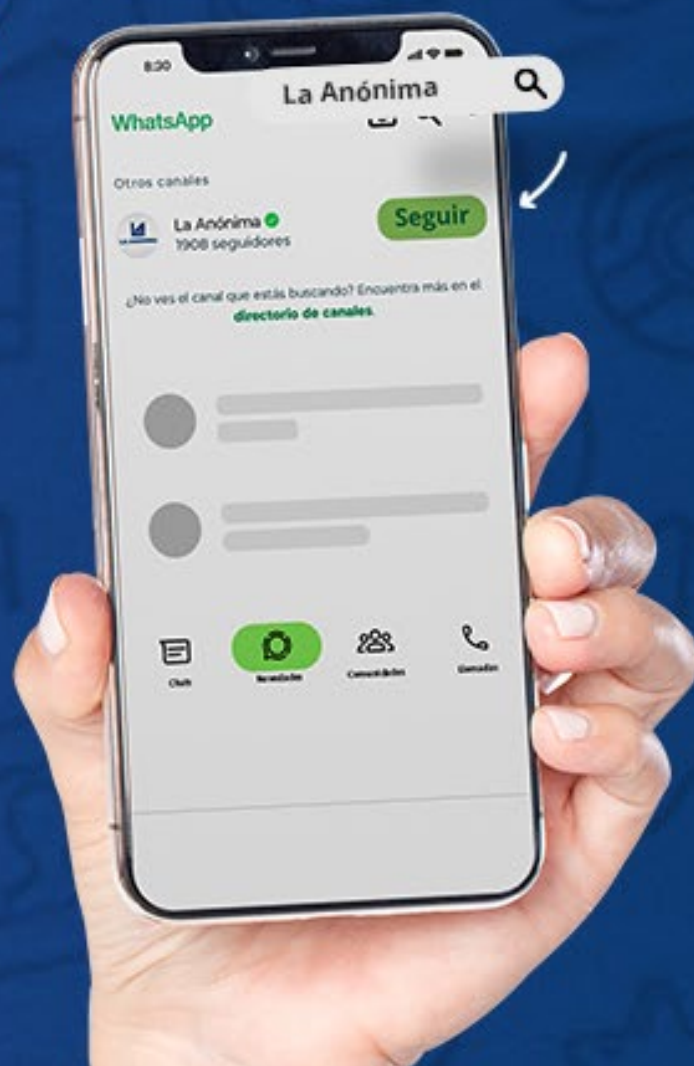 8:30
La Anónima
WhatsApp
Otros canales
La Anónima
Seguir
1908 seguidores
¿No ves el canal que estás buscando? Encuentra más en el
directorio de canales.
Chats
Novedades
Comunidades
Llamadas